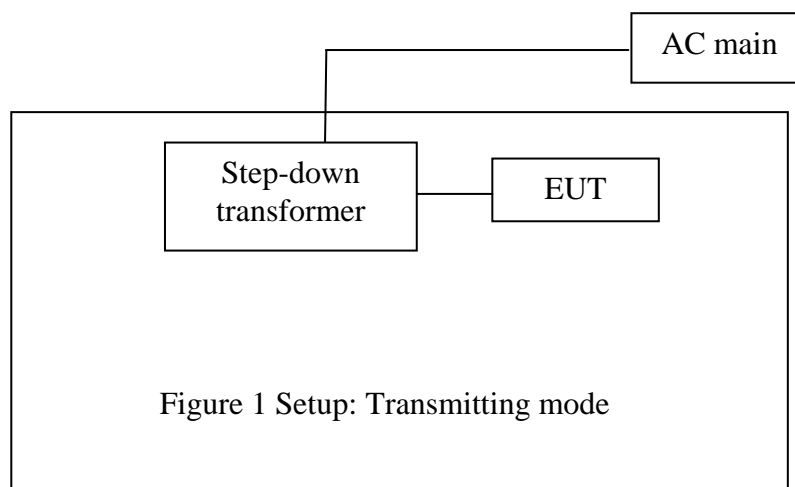 AC main
Step-down
transformer
EUT
Figure 1 Setup: Transmitting mode